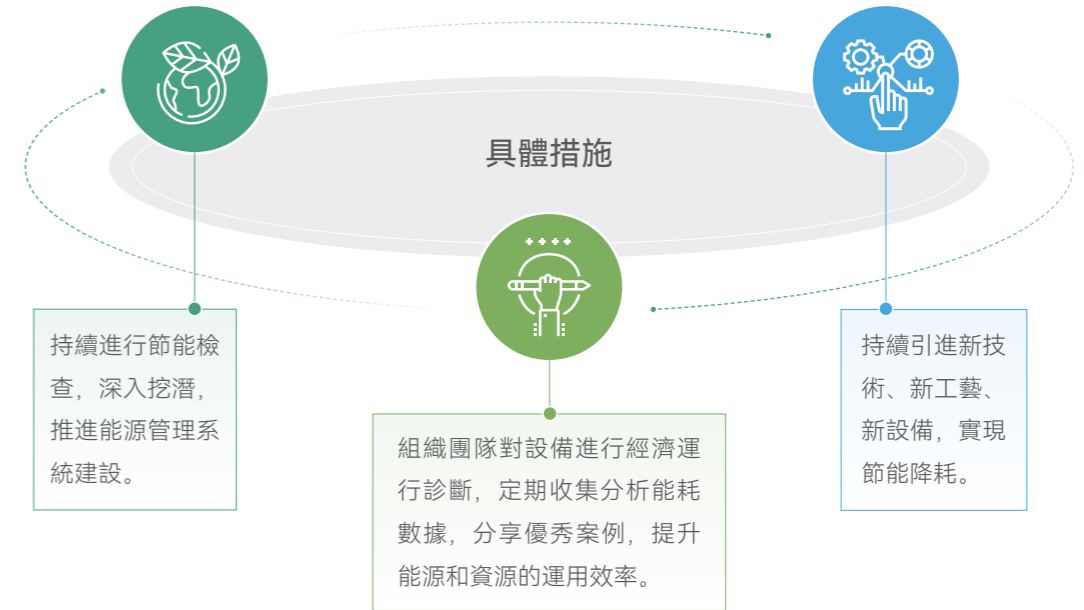 具體措施
持續進行節能檢
查，深入挖潛，
推進能源管理系
統建設。
組織團隊對設備進行經濟運
行診斷，定期收集分析能耗
數據，分享優秀案例，提升
能源和資源的運用效率。
持續引進新技
術、新工藝、
新設備，實現
節能降耗。